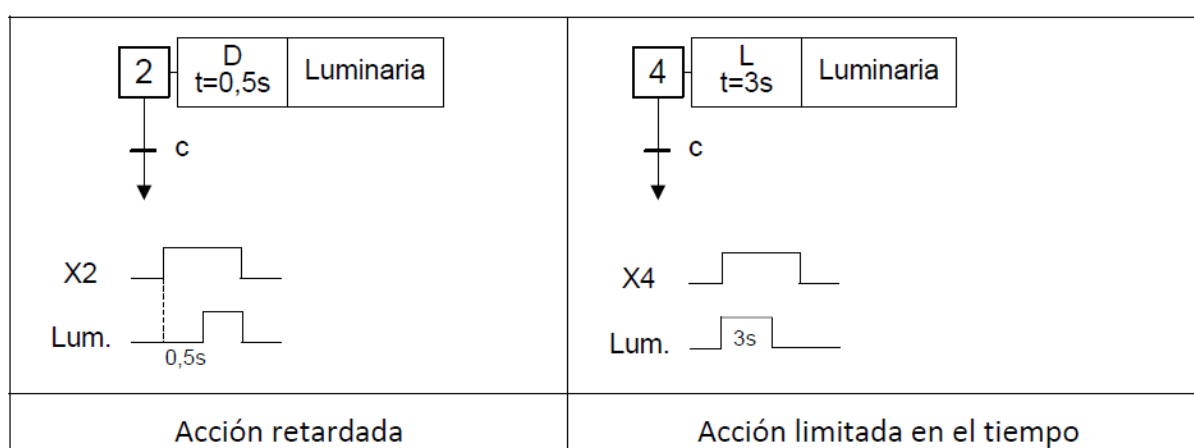 2
D
t=0,5s
Luminaria
c
X2
Lum.
0,5s
Acción retardada
4
L
t=3s
Luminaria
c
X4
Lum.
3s
Acción limitada en el tiempo